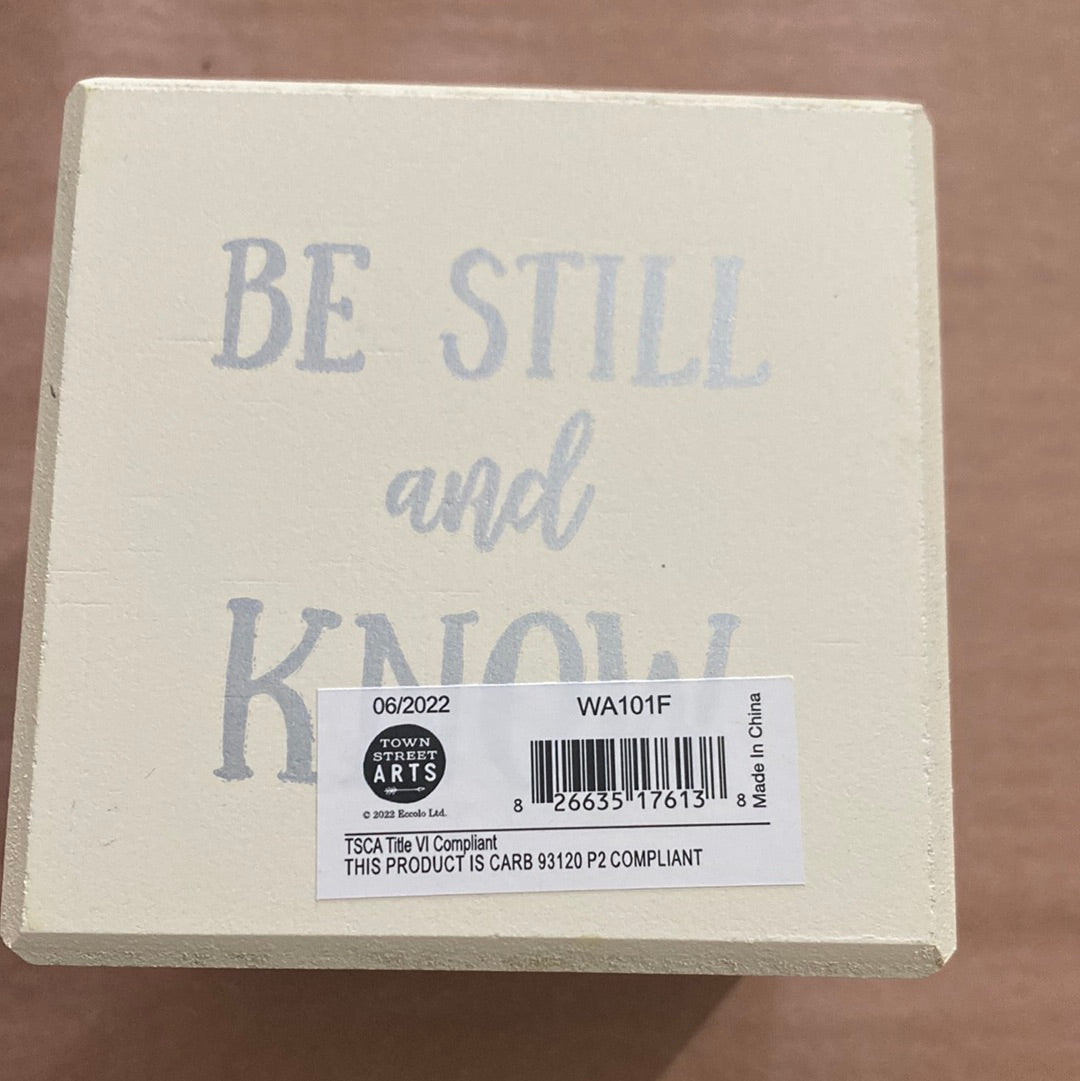 BE STILL
and
KNOW
06/2022 WA101F
TOWN
STREET
ARTS
© 2022 Eccolo Ltd.
8 26635 17613 8
Made In China
TSCA Title VI Compliant
THIS PRODUCT IS CARB 93120 P2 COMPLIANT